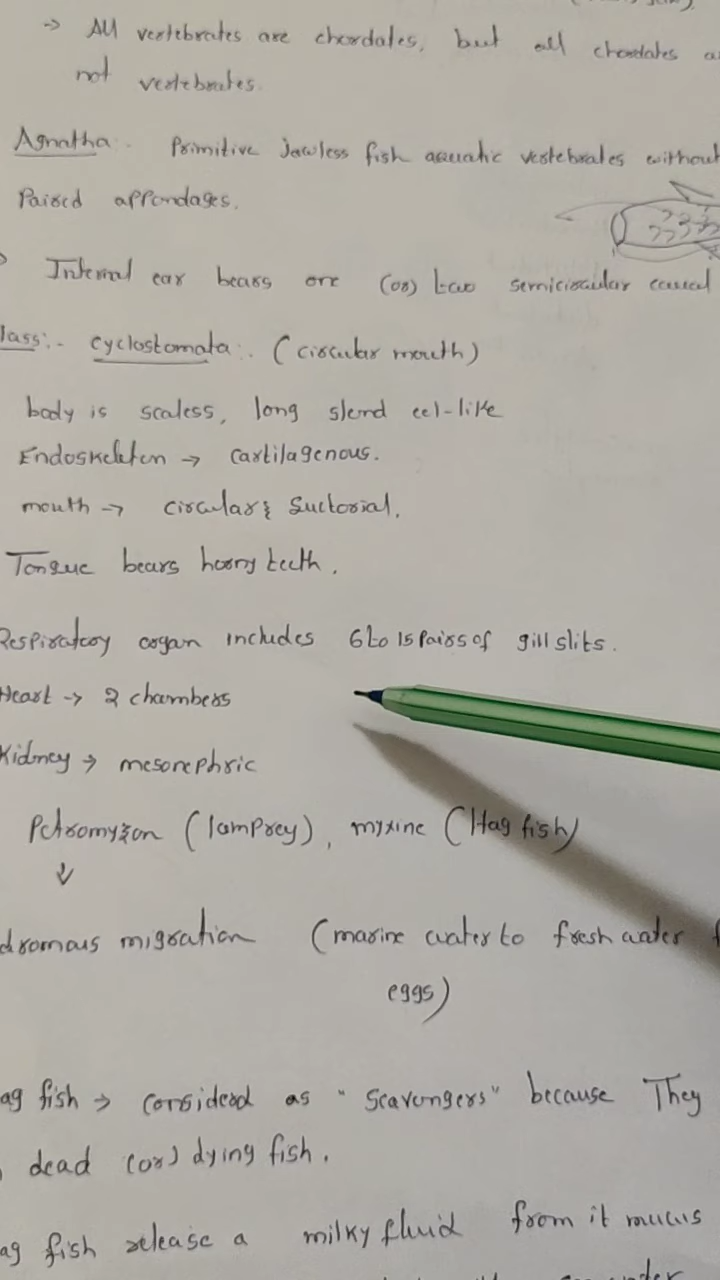 → All vertebrates are chordates, but all chordates
not vertebrates.
Agnatha:- Primitive Jawless fish aquatic vertebrates without
Paired appendages.
Internal ear bears one (or) two semicircular canal
lass:- cyclostomata:- (circular mouth)
body is scaless, long slend eel-like
Endoskeleton → cartilagenous.
mouth → circular & Suctorial.
Tongue bears horny teeth.
Respiratory organ includes 6 to 15 Pairs of gill slits.
Heart → 2 chambers
Kidney → mesonephric
Petromyzon (lamprey), myxine (Hag fish)
↓
dromous migration (marine water to fresh water
eggs)
ag fish → considead as "Scavengers" because They
dead (or) dying fish.
ag fish release a milky fluid from it mucus